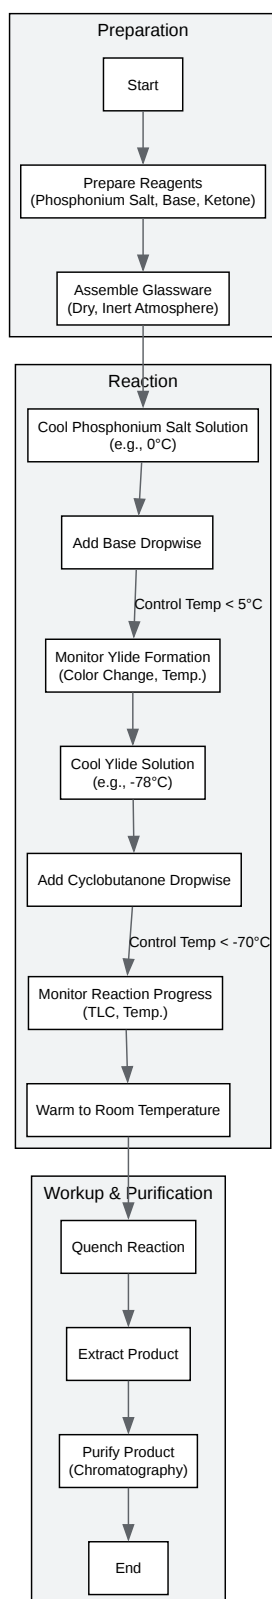 Preparation
Start
Prepare Reagents
(Phosphonium Salt, Base, Ketone)
Assemble Glassware
(Dry, Inert Atmosphere)
Reaction
Cool Phosphonium Salt Solution
(e.g., 0°C)
Add Base Dropwise
Control Temp < 5°C
Monitor Ylide Formation
(Color Change, Temp.)
Cool Ylide Solution
(e.g., -78°C)
Add Cyclobutanone Dropwise
Control Temp < -70°C
Monitor Reaction Progress
(TLC, Temp.)
Warm to Room Temperature
Workup & Purification
Quench Reaction
Extract Product
Purify Product
(Chromatography)
End